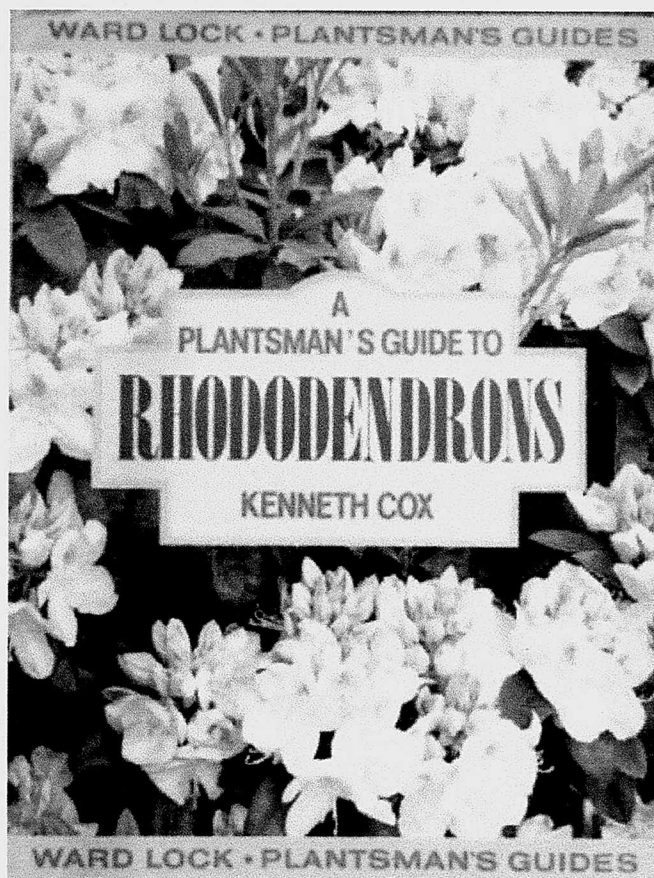 WARD LOCK • PLANTSMAN'S GUIDES
A
PLANTSMAN'S GUIDE TO
RHODODENDRONS
KENNETH COX
WARD LOCK • PLANTSMAN'S GUIDES